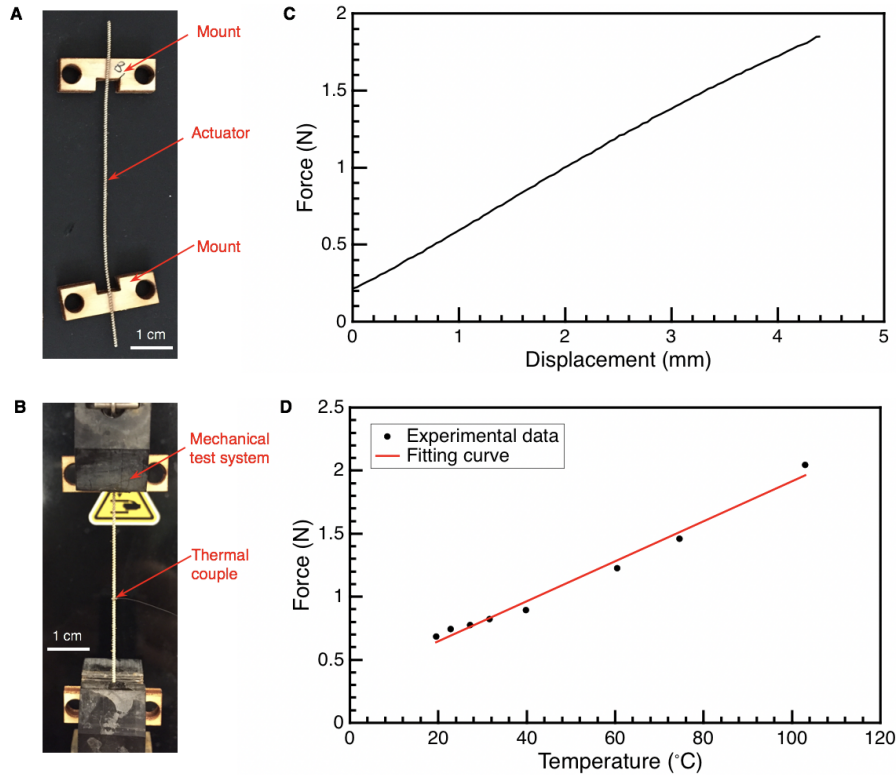 A
Mount
Actuator
Mount
1 cm
B
Mechanical
test system
Thermal
couple
1 cm
C
2
1.5
1
0.5
0
Force (N)
0 1 2 3 4 5
Displacement (mm)
D
2.5
2
1.5
1
0.5
0
Force (N)
Experimental data
Fitting curve
0 20 40 60 80 100 120
Temperature (°C)